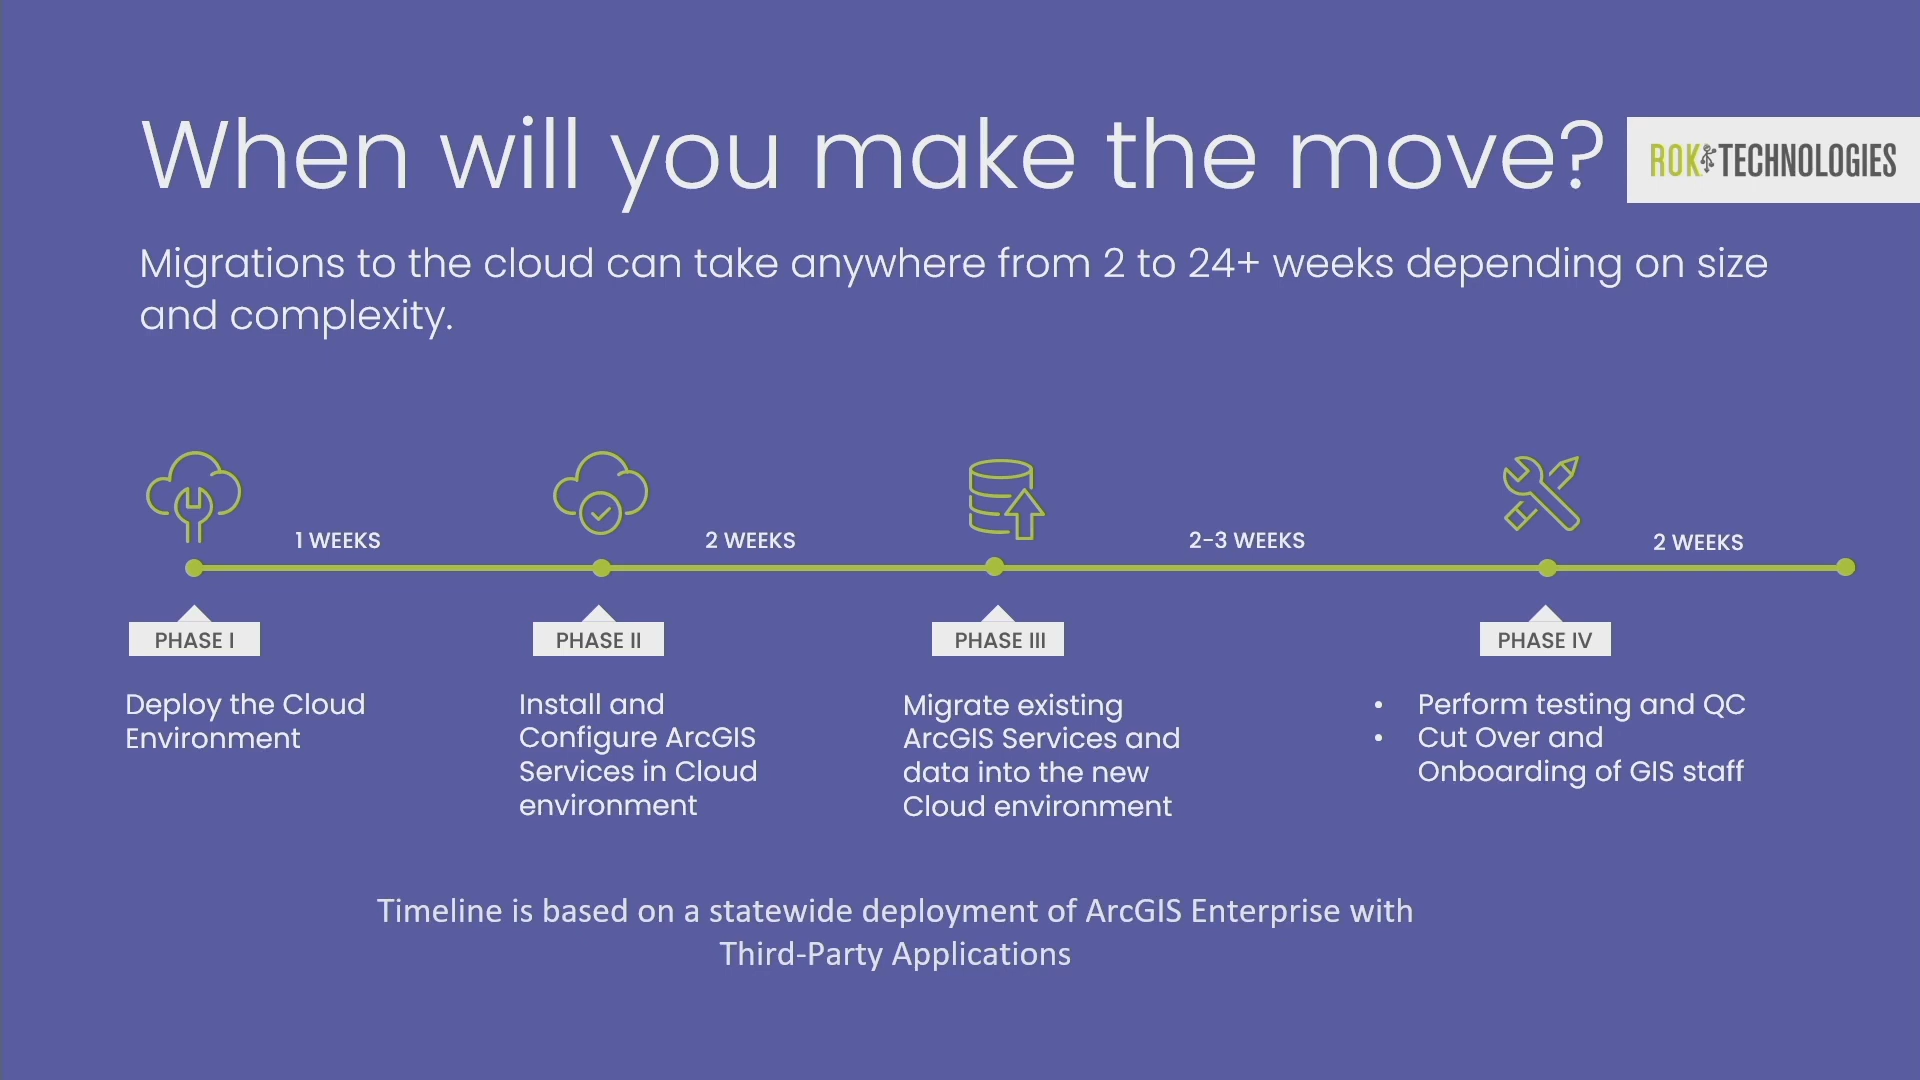 When will you make the move?
ROK TECHNOLOGIES
Migrations to the cloud can take anywhere from 2 to 24+ weeks depending on size
and complexity.
1 WEEKS
2 WEEKS
2-3 WEEKS
2 WEEKS
PHASE I
Deploy the Cloud
Environment
PHASE II
Install and
Configure ArcGIS
Services in Cloud
environment
PHASE III
Migrate existing
ArcGIS Services and
data into the new
Cloud environment
PHASE IV
• Perform testing and QC
• Cut Over and
Onboarding of GIS staff
Timeline is based on a statewide deployment of ArcGIS Enterprise with
Third-Party Applications